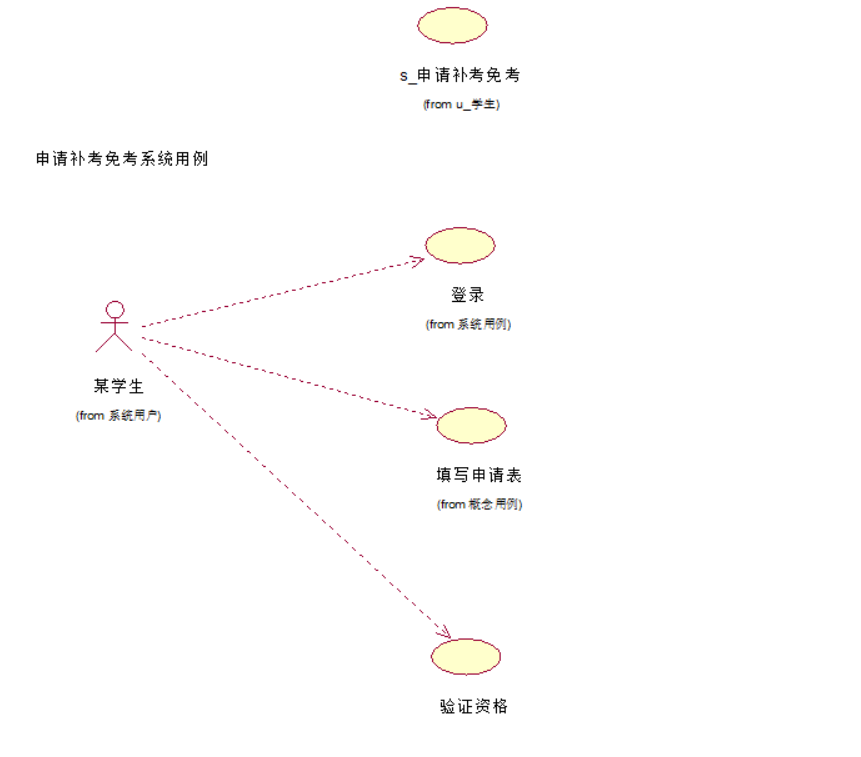 s_申请补考免考
(from u_学生)
申请补考免考系统用例
登录
(from 系统用例)
某学生
(from 系统用户)
填写申请表
(from 概念用例)
验证资格